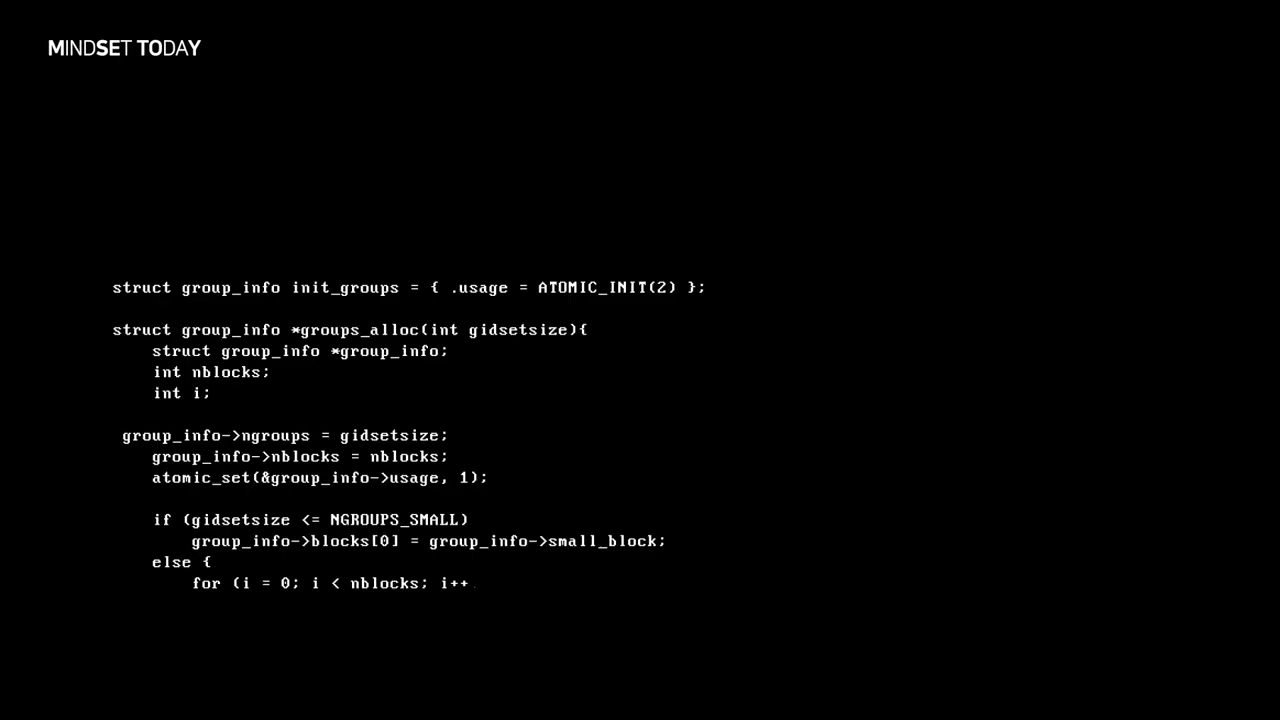 MINDSET TODAY
struct group_info init_groups = { .usage = ATOMIC_INIT(2) };
struct group_info *groups_alloc(int gidsetsize){
struct group_info *group_info;
int nblocks;
int i;
group_info->ngroups = gidsetsize;
group_info->nblocks = nblocks;
atomic_set(&group_info->usage, 1);
if (gidsetsize <= NGROUPS_SMALL)
group_info->blocks[0] = group_info->small_block;
else {
for (i = 0; i < nblocks; i++